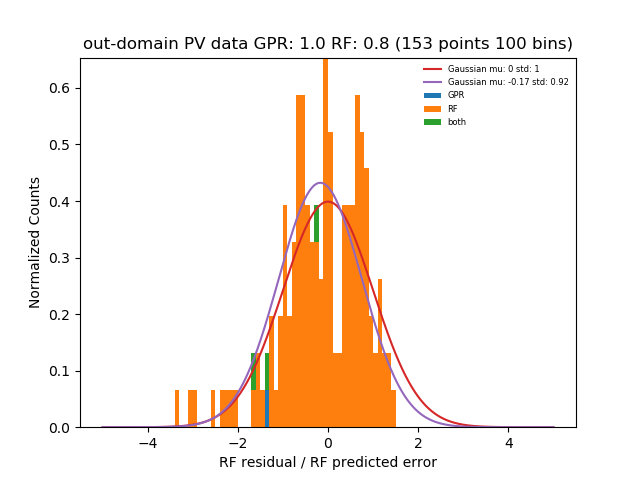 out-domain PV data GPR: 1.0 RF: 0.8 (153 points 100 bins)
Gaussian mu: 0 std: 1
Gaussian mu: -0.17 std: 0.92
GPR
RF
both
Normalized Counts
0.6
0.5
0.4
0.3
0.2
0.1
0.0
−4 −2 0 2 4
RF residual / RF predicted error